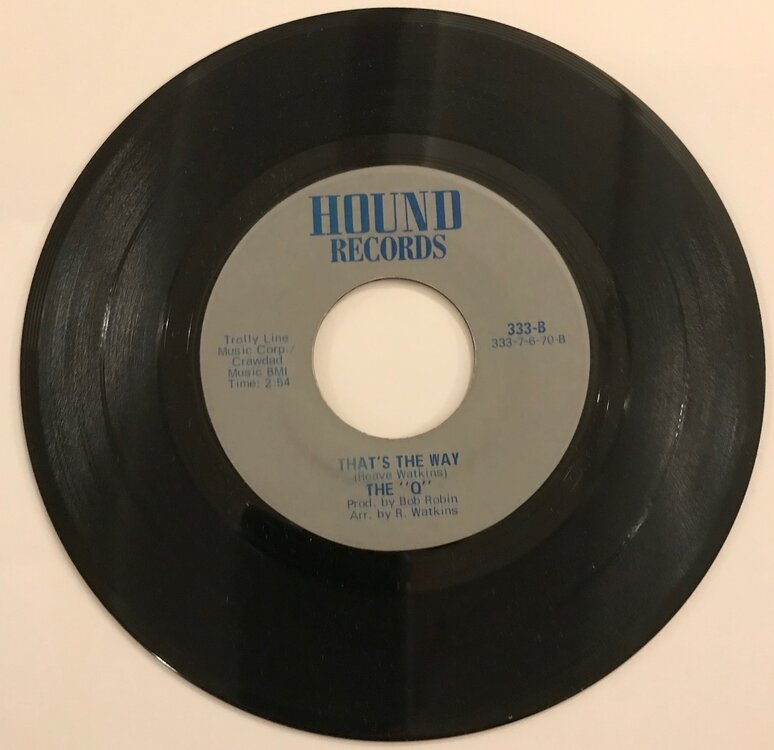 HOUND
RECORDS
Trolly Line
Music Corp./
Crawdad
Music BMI
Time: 2:54
333-B
333-7-6-70-B
THAT'S THE WAY
(Reave Watkins)
THE "Q"
Prod. by Bob Robin
Arr. by R. Watkins